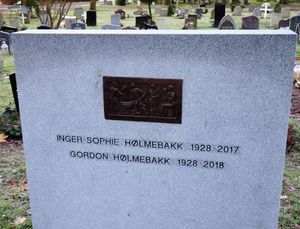 INGER SOPHIE HØLMEBAKK 1928-2017
GORDON HØLMEBAKK 1928-2018